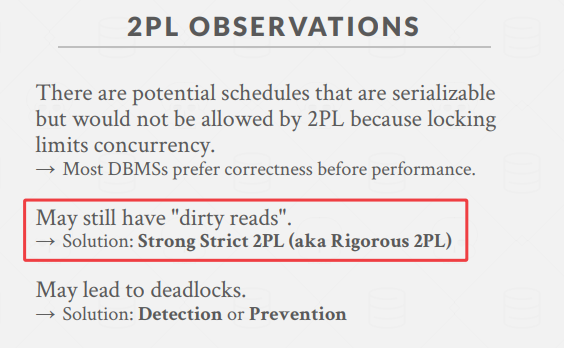 2PL OBSERVATIONS
There are potential schedules that are serializable
but would not be allowed by 2PL because locking
limits concurrency.
→ Most DBMSs prefer correctness before performance.
May still have "dirty reads".
→ Solution: Strong Strict 2PL (aka Rigorous 2PL)
May lead to deadlocks.
→ Solution: Detection or Prevention